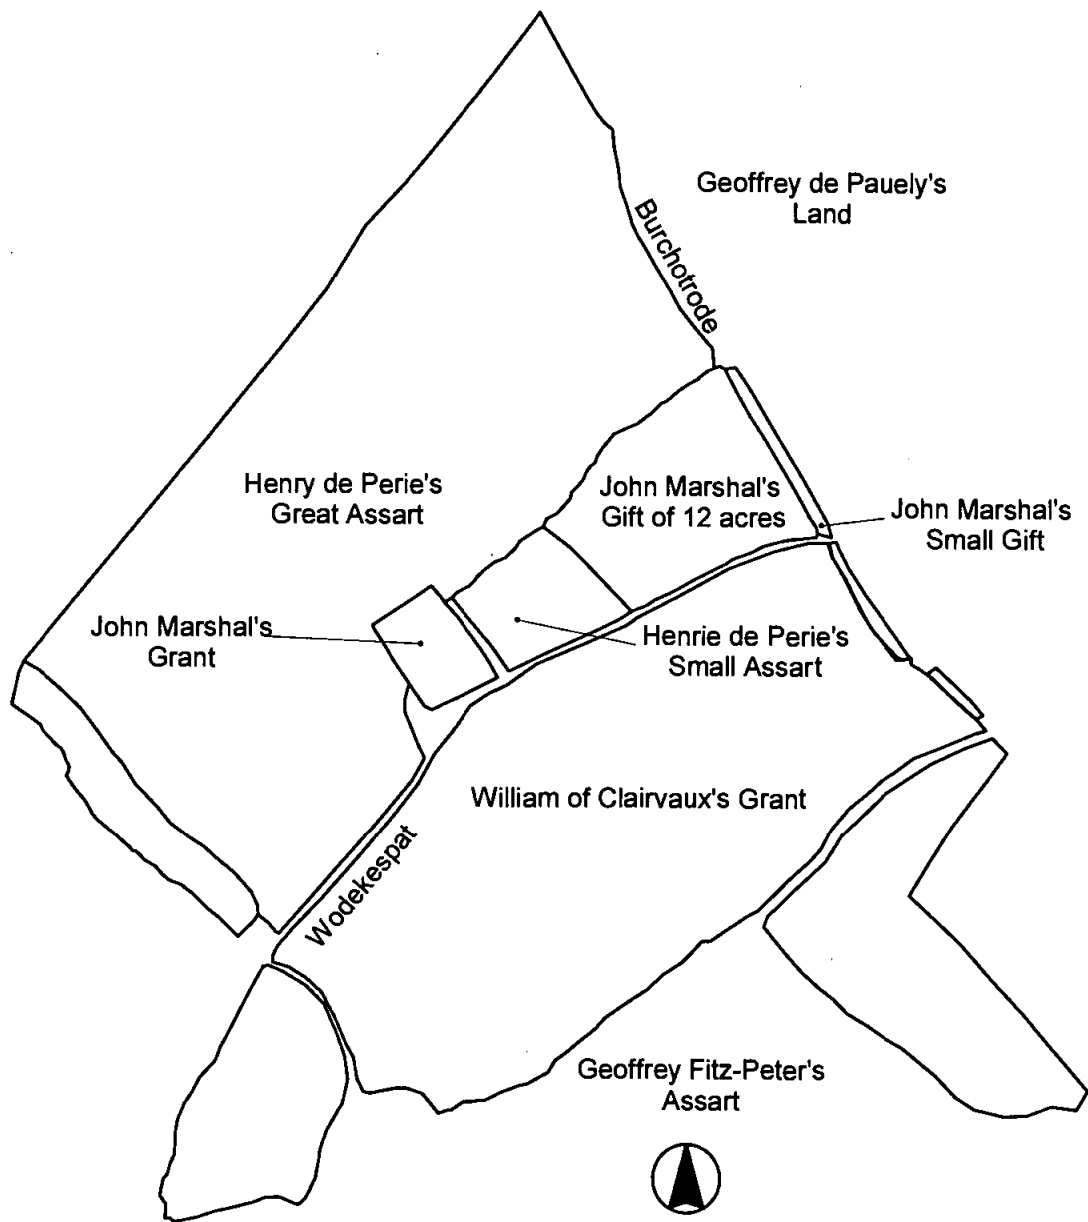 Geoffrey de Pauely's
Land
Burchotrode
Henry de Perie's
Great Assart
John Marshal's
Gift of 12 acres
John Marshal's
Small Gift
John Marshal's
Grant
Henrie de Perie's
Small Assart
William of Clairvaux's Grant
Wodekespat
Geoffrey Fitz-Peter's
Assart